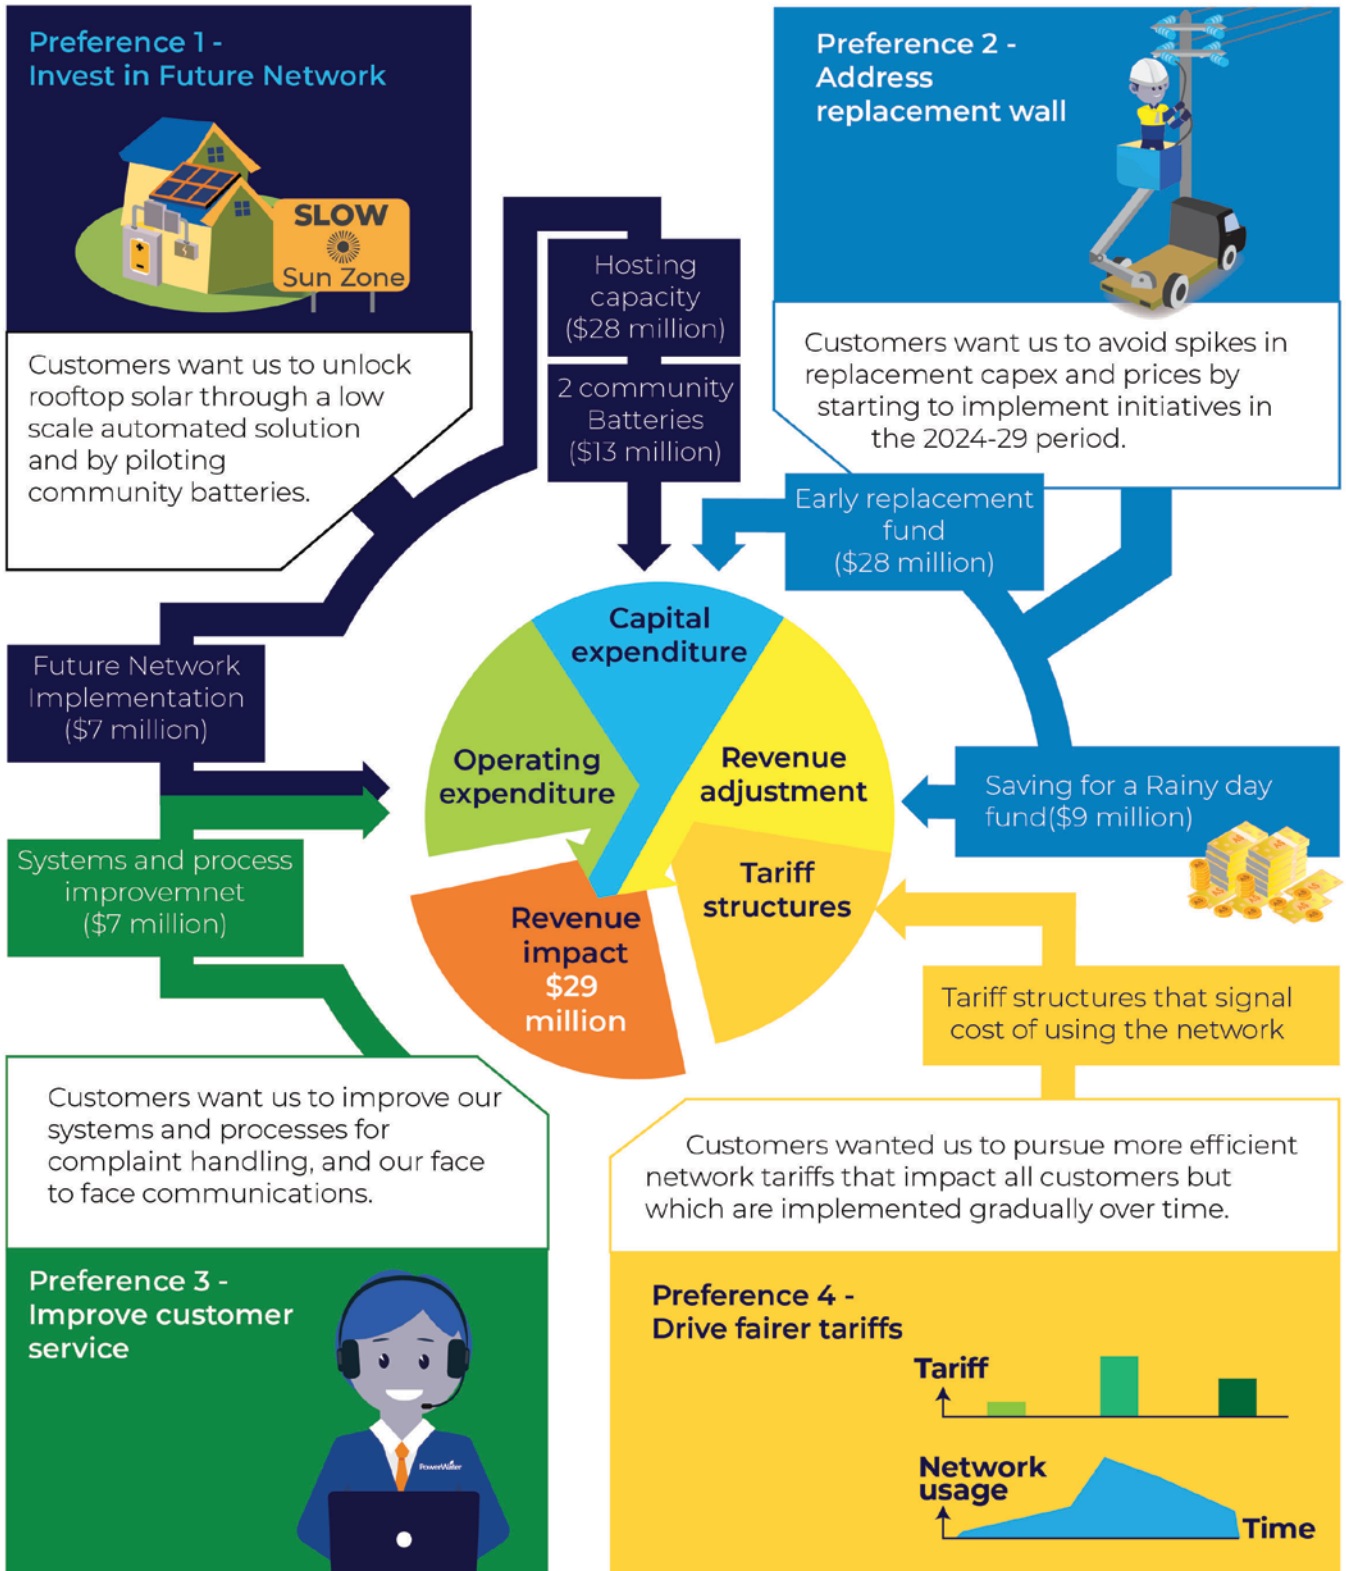 Preference 1 -
Invest in Future Network
SLOW
Sun Zone
Customers want us to unlock
rooftop solar through a low
scale automated solution
and by piloting
community batteries.
Hosting
capacity
($28 million)
2 community
Batteries
($13 million)
Preference 2 -
Address
replacement wall
Customers want us to avoid spikes in
replacement capex and prices by
starting to implement initiatives in
the 2024-29 period.
Early replacement
fund
($28 million)
Future Network
Implementation
($7 million)
Systems and process
improvemnet
($7 million)
Capital
expenditure
Operating
expenditure
Revenue
adjustment
Tariff
structures
Revenue
impact
$29
million
Saving for a Rainy day
fund($9 million)
Tariff structures that signal
cost of using the network
Customers want us to improve our
systems and processes for
complaint handling, and our face
to face communications.
Preference 3 -
Improve customer
service
PowerWater
Customers wanted us to pursue more efficient
network tariffs that impact all customers but
which are implemented gradually over time.
Preference 4 -
Drive fairer tariffs
Tariff
Network
usage
Time